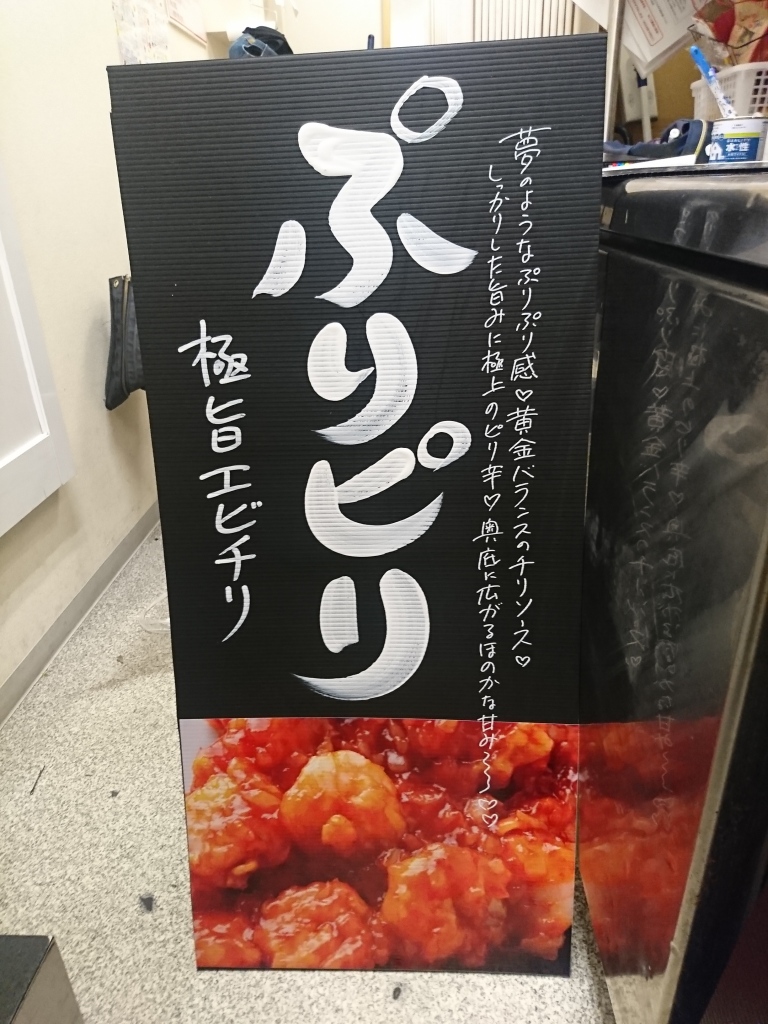 夢のようなぷりぷり感♡黄金バランスのチリソース♡
しっかりした旨みに極上のピリ辛♡奥底に広がるほのかな甘み〜〜♡♡
ぷりピリ
極旨エビチリ
水性